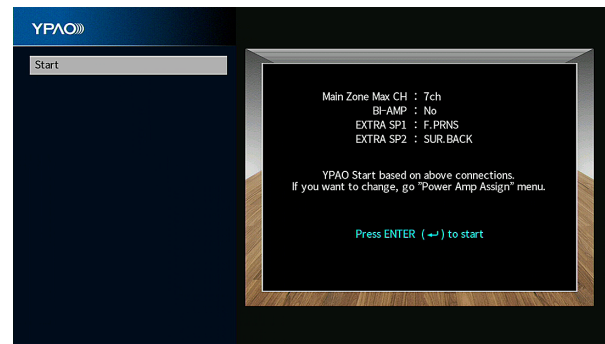 YPAO
Start
Main Zone Max CH : 7ch
BI-AMP : No
EXTRA SP1 : F.PRNS
EXTRA SP2 : SUR.BACK
YPAO Start based on above connections.
If you want to change, go "Power Amp Assign" menu.
Press ENTER (↵) to start